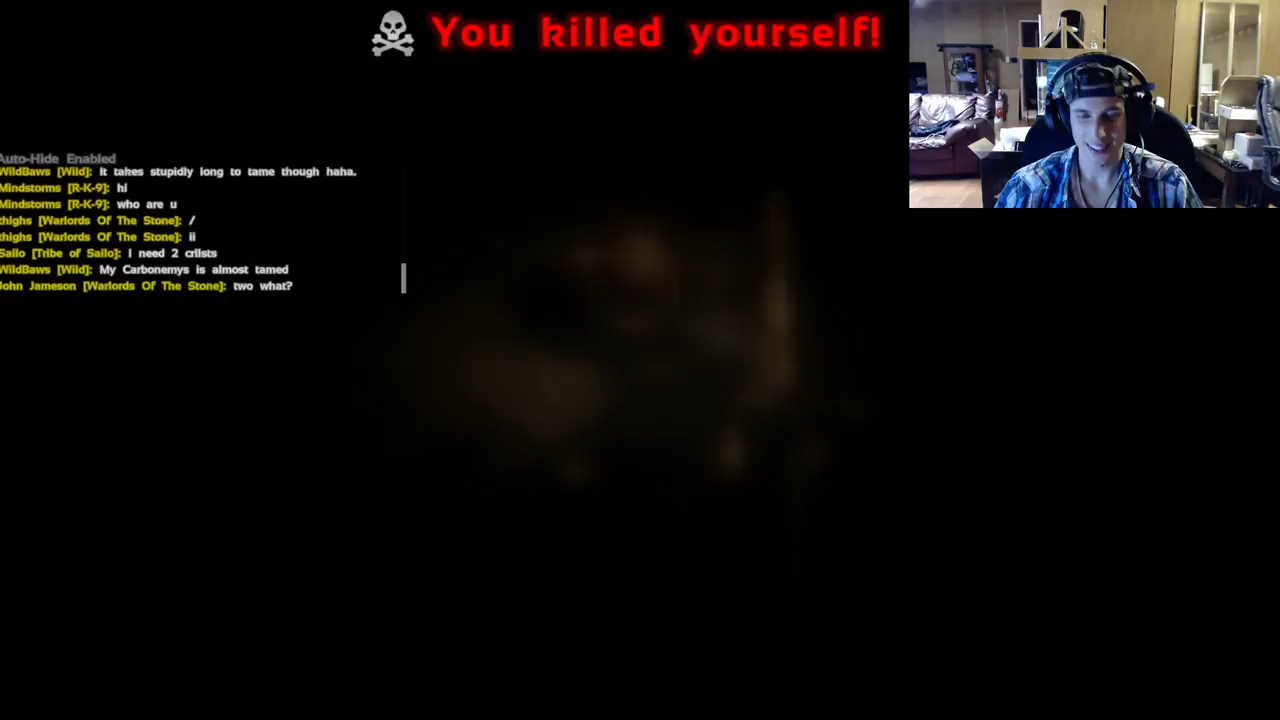 You killed yourself!
Auto-Hide Enabled
WildBaws [Wild]: it takes stupidly long to tame though haha.
Mindstorms [R-K-9]: hi
Mindstorms [R-K-9]: who are u
thighs [Warlords Of The Stone]: /
thighs [Warlords Of The Stone]: ii
Sailo [Tribe of Sailo]: i need 2 crilsts
WildBaws [Wild]: My Carbonemys is almost tamed
John Jameson [Warlords Of The Stone]: two what?